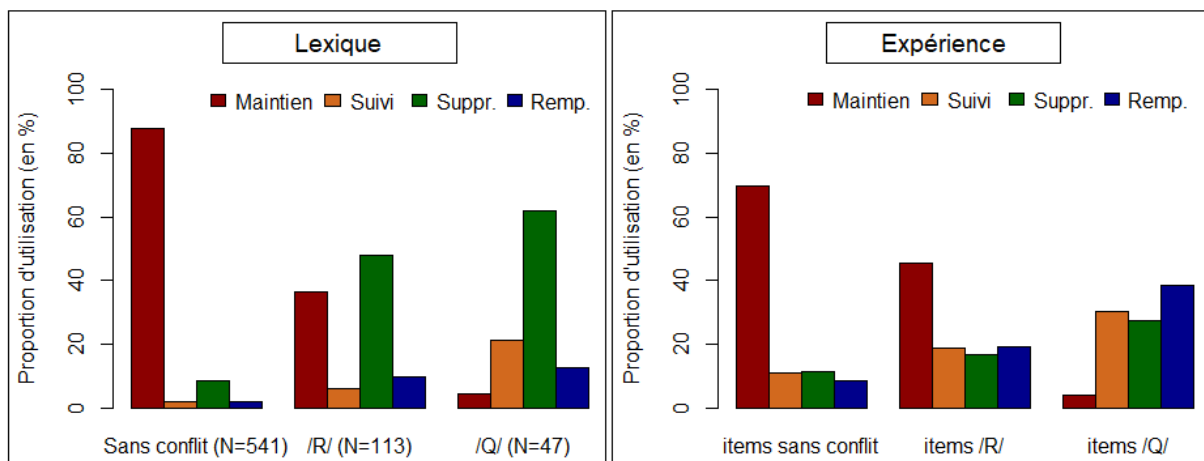 Lexique
Maintien Suivi Suppr. Remp.
Proportion d'utilisation (en %)
100
80
60
40
20
0
Sans conflit (N=541) /R/ (N=113) /Q/ (N=47)
Expérience
Maintien Suivi Suppr. Remp.
Proportion d'utilisation (en %)
100
80
60
40
20
0
items sans conflit items /R/ items /Q/